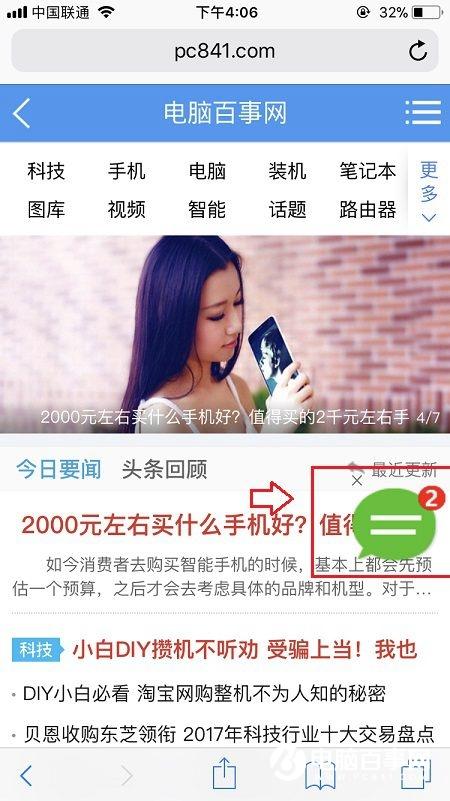 中国联通 下午4:06 32%
pc841.com
电脑百事网
科技 手机 电脑 装机 笔记本 更多
图库 视频 智能 话题 路由器
2000元左右买什么手机好？值得买的2千元左右手 4/7
今日要闻 头条回顾 最近更新
2
2000元左右买什么手机好？值得
如今消费者去购买智能手机的时候，基本上都会先预
估一个预算，之后才会去考虑具体的品牌和机型。对于...
科技 小白DIY攒机不听劝 受骗上当！我也
DIY小白必看 淘宝网购整机不为人知的秘密
贝恩收购东芝领衔 2017年科技行业十大交易盘点
电脑百事网